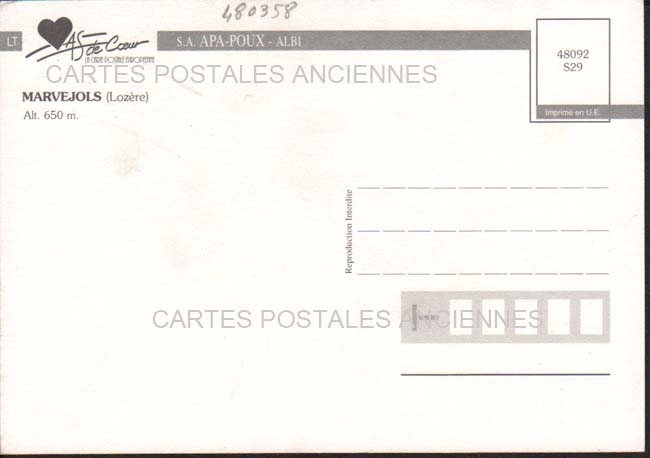 480358
LT
AS de Cœur
LA CARTE POSTALE EUROPEENNE
S.A. APA-POUX - ALBI
48092
S29
CARTES POSTALES ANCIENNES
MARVEJOLS (Lozère)
Alt. 650 m.
Imprimé en U.E.
Reproduction Interdite
CARTES POSTALES ANCIENNES